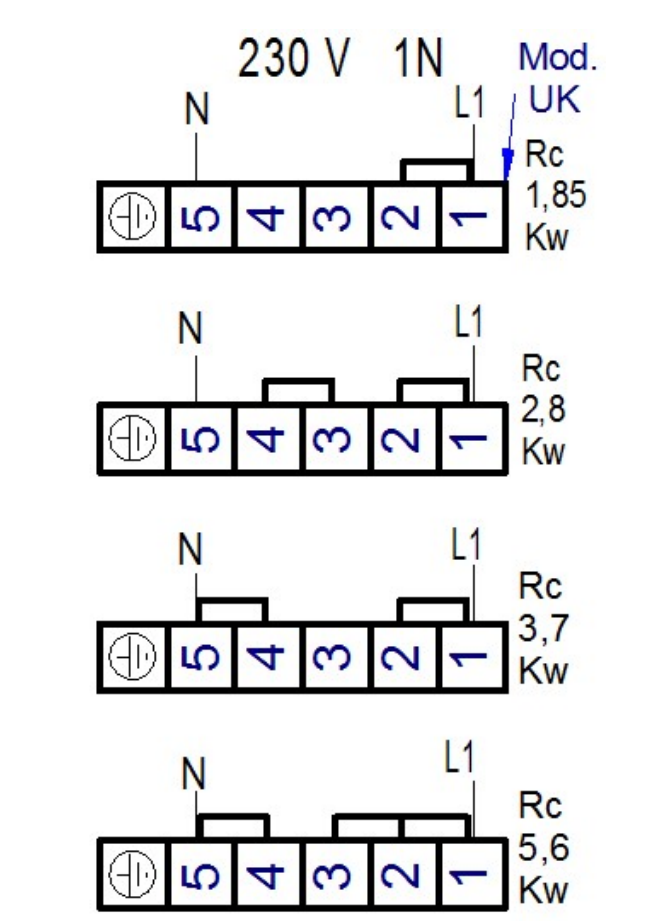 230 V 1N
Mod.
UK
N
L1
Rc
1,85
Kw
5 4 3 2 1
N
L1
Rc
2,8
Kw
5 4 3 2 1
N
L1
Rc
3,7
Kw
5 4 3 2 1
N
L1
Rc
5,6
Kw
5 4 3 2 1